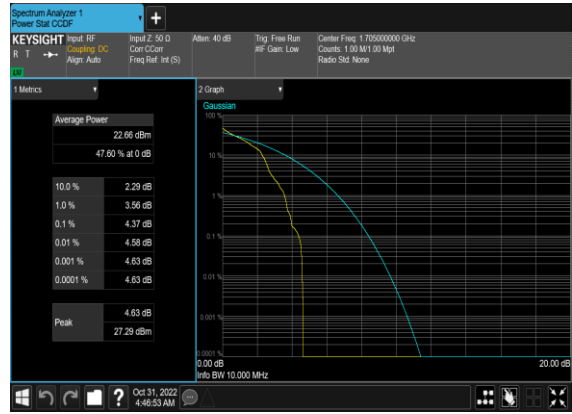 Spectrum Analyzer 1
Power Stat CCDF
+
KEYSIGHT
R T
Input: RF
Coupling: DC
Align: Auto
Input Z: 50 Ω
Corr CCorr
Freq Ref: Int (S)
Atten: 40 dB
Trig: Free Run
#IF Gain: Low
Center Freq: 1.705000000 GHz
Counts: 1.00 M/1.00 Mpt
Radio Std: None
1 Metrics
Average Power
22.66 dBm
47.60 % at 0 dB
10.0 % 2.29 dB
1.0 % 3.56 dB
0.1 % 4.37 dB
0.01 % 4.58 dB
0.001 % 4.63 dB
0.0001 % 4.63 dB
Peak
4.63 dB
27.29 dBm
2 Graph
Gaussian
100 %
10 %
1 %
0.1 %
0.01 %
0.001 %
0.0001 %
0.00 dB 20.00 dB
Info BW 10.000 MHz
?
Oct 31, 2022
4:46:53 AM